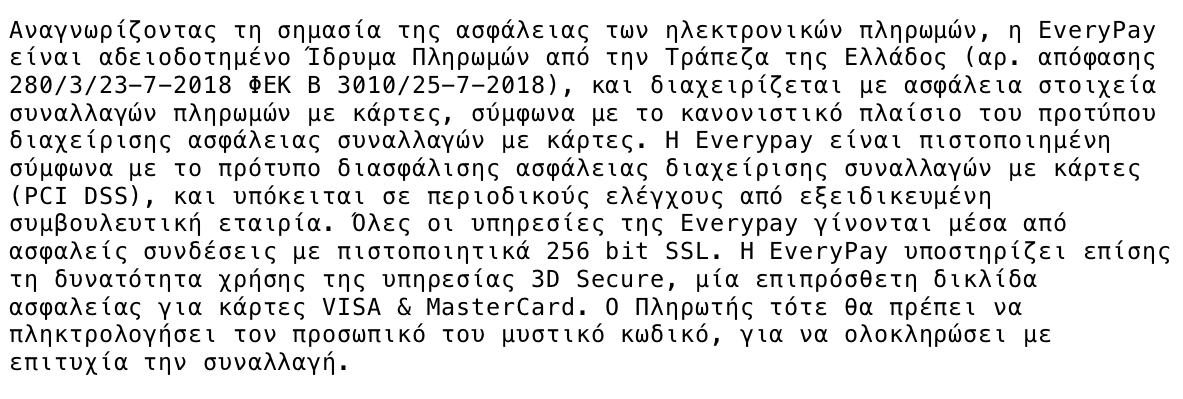 Αναγνωρίζοντας τη σημασία της ασφάλειας των ηλεκτρονικών πληρωμών, η EveryPay
είναι αδειοδοτημένο Ίδρυμα Πληρωμών από την Τράπεζα της Ελλάδος (αρ. απόφασης
280/3/23-7-2018 ΦΕΚ Β 3010/25-7-2018), και διαχειρίζεται με ασφάλεια στοιχεία
συναλλαγών πληρωμών με κάρτες, σύμφωνα με το κανονιστικό πλαίσιο του προτύπου
διαχείρισης ασφάλειας συναλλαγών με κάρτες. Η Everypay είναι πιστοποιημένη
σύμφωνα με το πρότυπο διασφάλισης ασφάλειας διαχείρισης συναλλαγών με κάρτες
(PCI DSS), και υπόκειται σε περιοδικούς ελέγχους από εξειδικευμένη
συμβουλευτική εταιρία. Όλες οι υπηρεσίες της Everypay γίνονται μέσα από
ασφαλείς συνδέσεις με πιστοποιητικά 256 bit SSL. Η EveryPay υποστηρίζει επίσης
τη δυνατότητα χρήσης της υπηρεσίας 3D Secure, μία επιπρόσθετη δικλίδα
ασφαλείας για κάρτες VISA & MasterCard. Ο Πληρωτής τότε θα πρέπει να
πληκτρολογήσει τον προσωπικό του μυστικό κωδικό, για να ολοκληρώσει με
επιτυχία την συναλλαγή.